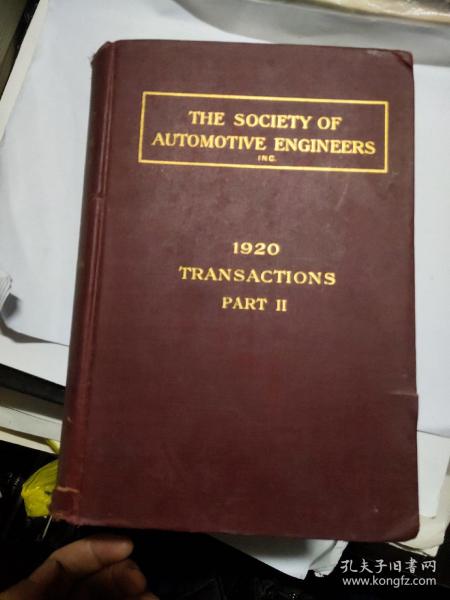 THE SOCIETY OF
AUTOMOTIVE ENGINEERS
INC.
1920
TRANSACTIONS
PART II
孔夫子旧书网
www.kongfz.com